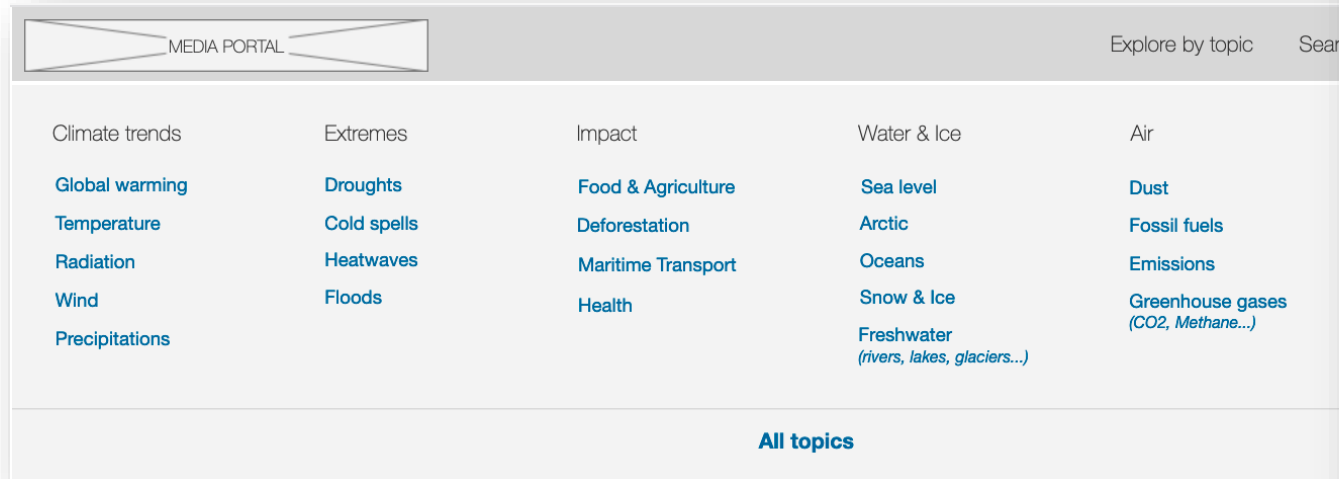 MEDIA PORTAL
Explore by topic
Climate trends
Global warming
Temperature
Radiation
Wind
Precipitations
Extremes
Droughts
Cold spells
Heatwaves
Floods
Impact
Food & Agriculture
Deforestation
Maritime Transport
Health
Water & Ice
Sea level
Arctic
Oceans
Snow & Ice
Freshwater
(rivers, lakes, glaciers...)
Air
Dust
Fossil fuels
Emissions
Greenhouse gases
(CO2, Methane...)
All topics